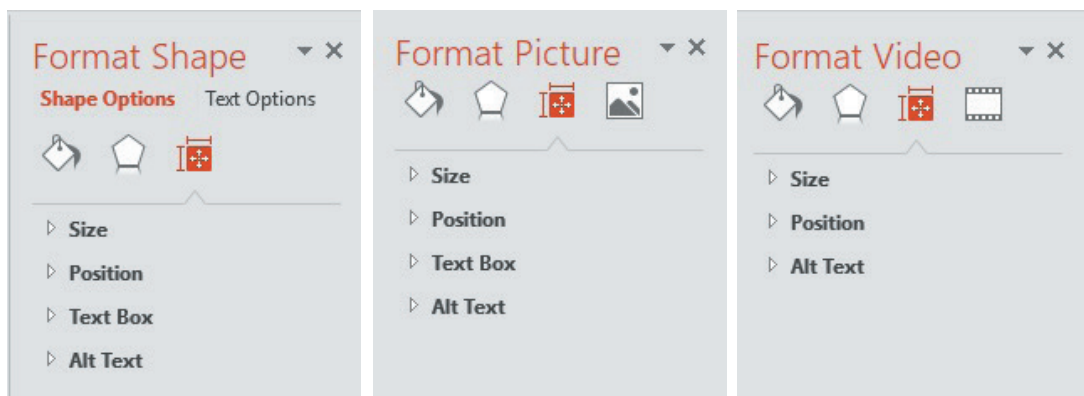 Format Shape
Shape Options Text Options
Size
Position
Text Box
Alt Text
Format Picture
Size
Position
Text Box
Alt Text
Format Video
Size
Position
Alt Text